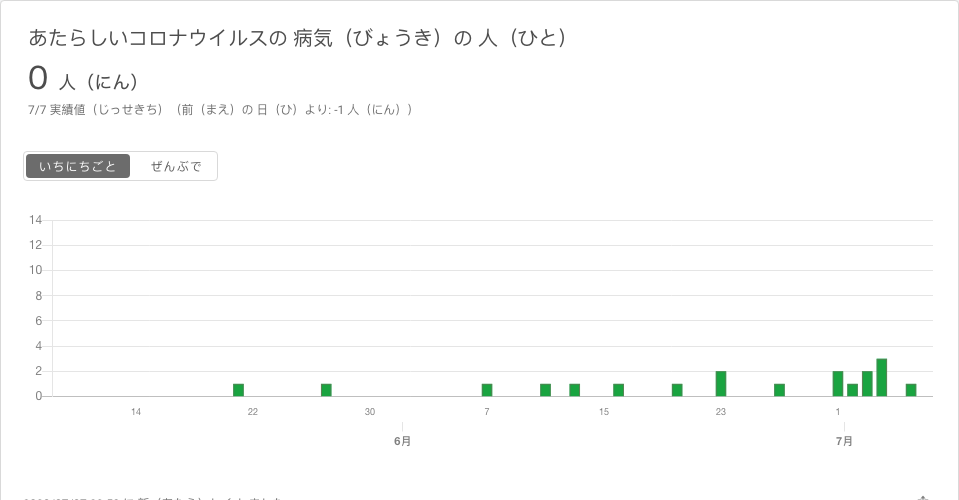 あたらしいコロナウイルスの 病気（びょうき）の 人（ひと）
0 人（にん）
7/7 実績値（じっせきち）（前（まえ）の 日（ひ）より: -1 人（にん））
いちにちごと ぜんぶで
14
12
10
8
6
4
2
0
14 22 30 7 15 23 1
6月 7月